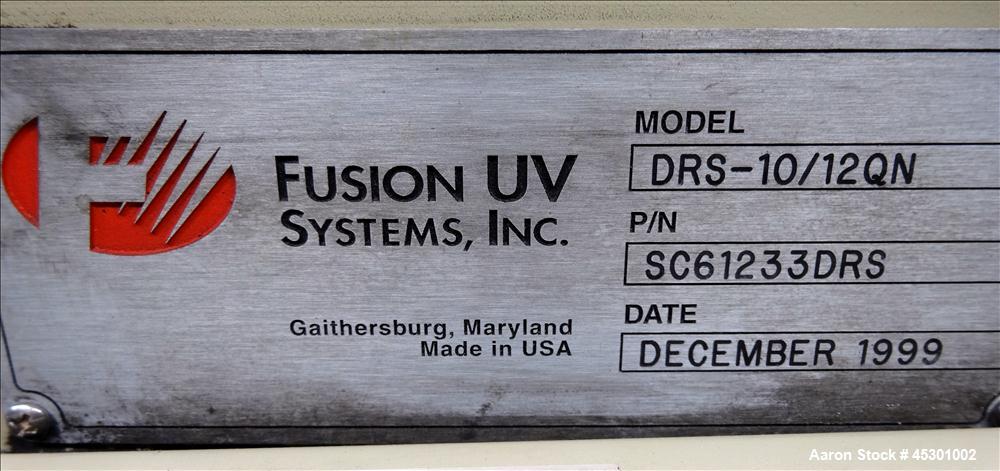 FUSION UV
SYSTEMS, INC.
Gaithersburg, Maryland
Made in USA
MODEL
DRS-10/12QN
P/N
SC61233DRS
DATE
DECEMBER 1999
Aaron Stock # 45301002